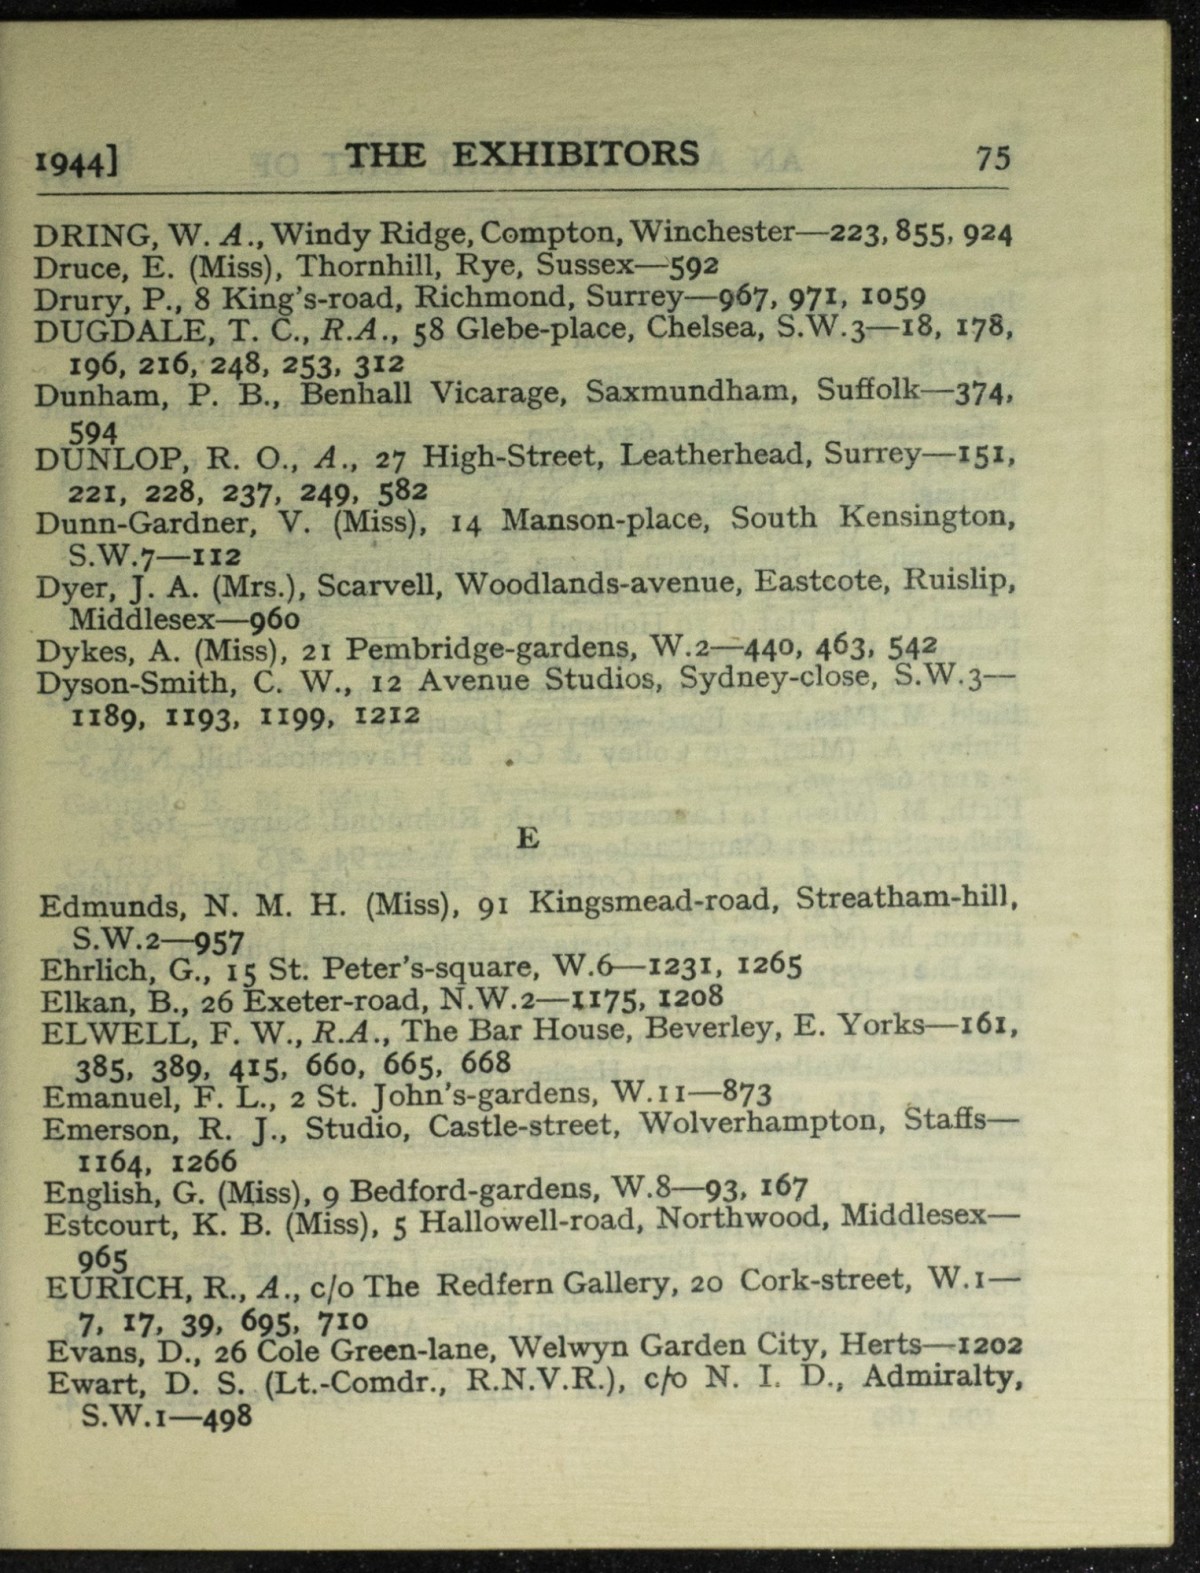 1944] THE EXHIBITORS 75
DRING, W. A., Windy Ridge, Compton, Winchester—223, 855, 924
Druce, E. (Miss), Thornhill, Rye, Sussex—592
Drury, P., 8 King's-road, Richmond, Surrey—967, 971, 1059
DUGDALE, T. C., R.A., 58 Glebe-place, Chelsea, S.W.3—18, 178,
196, 216, 248, 253, 312
Dunham, P. B., Benhall Vicarage, Saxmundham, Suffolk—374,
594
DUNLOP, R. O., A., 27 High-Street, Leatherhead, Surrey—151,
221, 228, 237, 249, 582
Dunn-Gardner, V. (Miss), 14 Manson-place, South Kensington,
S.W.7—112
Dyer, J. A. (Mrs.), Scarvell, Woodlands-avenue, Eastcote, Ruislip,
Middlesex—960
Dykes, A. (Miss), 21 Pembridge-gardens, W.2—440, 463, 542
Dyson-Smith, C. W., 12 Avenue Studios, Sydney-close, S.W.3—
1189, 1193, 1199, 1212
E
Edmunds, N. M. H. (Miss), 91 Kingsmead-road, Streatham-hill,
S.W.2—957
Ehrlich, G., 15 St. Peter's-square, W.6—1231, 1265
Elkan, B., 26 Exeter-road, N.W.2—1175, 1208
ELWELL, F. W., R.A., The Bar House, Beverley, E. Yorks—161,
385, 389, 415, 660, 665, 668
Emanuel, F. L., 2 St. John's-gardens, W.11—873
Emerson, R. J., Studio, Castle-street, Wolverhampton, Staffs—
1164, 1266
English, G. (Miss), 9 Bedford-gardens, W.8—93, 167
Estcourt, K. B. (Miss), 5 Hallowell-road, Northwood, Middlesex—
965
EURICH, R., A., c/o The Redfern Gallery, 20 Cork-street, W.1—
7, 17, 39, 695, 710
Evans, D., 26 Cole Green-lane, Welwyn Garden City, Herts—1202
Ewart, D. S. (Lt.-Comdr., R.N.V.R.), c/o N. I. D., Admiralty,
S.W.1—498